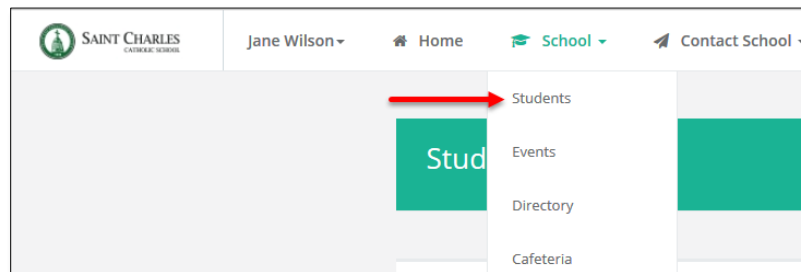 SAINT CHARLES
CATHOLIC SCHOOL
Jane Wilson
Home
School
Contact School
Students
Stud
Events
Directory
Cafeteria